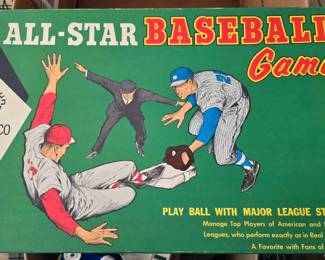 ALL-STAR BASEBALL
Game
CO
PLAY BALL WITH MAJOR LEAGUE ST
Manage Top Players of American and
Leagues, who perform exactly as in Real
A Favorite with Fans of